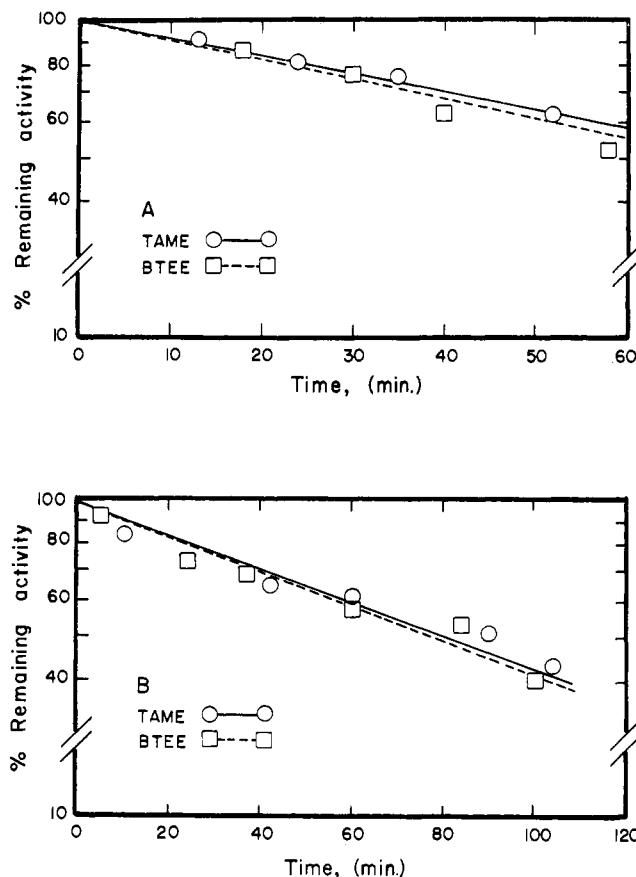 100
80
60
40
10
% Remaining activity
A
TAME
BTEE
0 10 20 30 40 50 60
Time, (min.)
100
80
60
40
10
% Remaining activity
B
TAME
BTEE
0 20 40 60 80 100 120
Time, (min.)